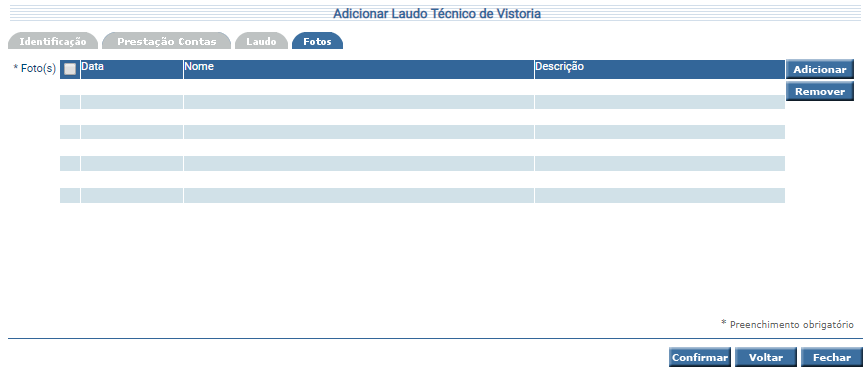 Adicionar Laudo Técnico de Vistoria
Identificação Prestação Contas Laudo Fotos
* Foto(s) Data Nome Descrição Adicionar
Remover
* Preenchimento obrigatório
Confirmar Voltar Fechar